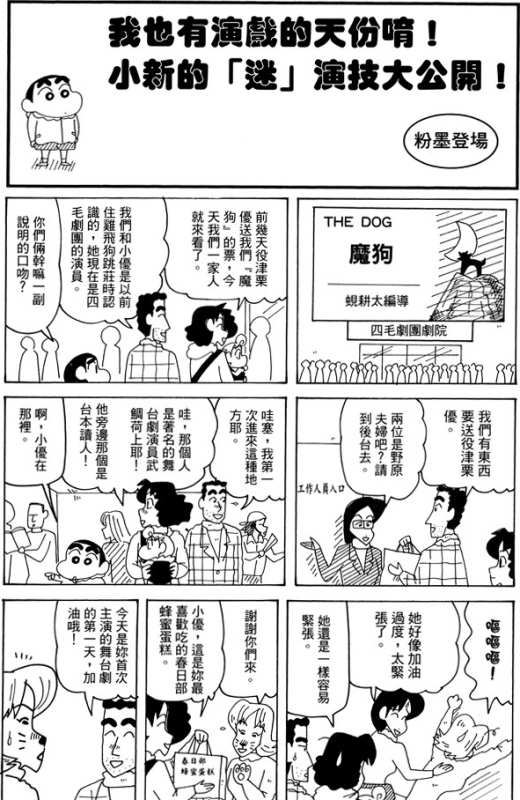 我也有演戲的天份唷！
小新的「迷」演技大公開！
粉墨登場
THE DOG
魔狗
蜆耕太編導
四毛劇團劇院
前幾天役津栗
優送我們『魔
狗』的票，今
天我們一家人
就來看了。
我們和小優是以前
住雞飛狗跳莊時認
識的，她現在是四
毛劇團的演員。
你們倆幹嘛一副
說明的口吻？
我們有東西
要送役津栗
優。
兩位是野原
夫婦吧？請
到後台去。
工作人員入口
哇塞，我第一
次進來這種地
方耶。
哇，那個人
是著名的舞
台劇演員武
鯛荷上耶！
他旁邊那個是
台本讀人！
啊，小優在
那裡。
嘔嘔嘔！
她好像加油
過度，太緊
張了。
她還是一樣容易
緊張。
謝謝你們來。
小優，這是妳最
喜歡吃的春日部
蜂蜜蛋糕。
春日部
蜂蜜蛋糕
今天是妳首次
主演的舞台劇
的第一天，加
油哦！